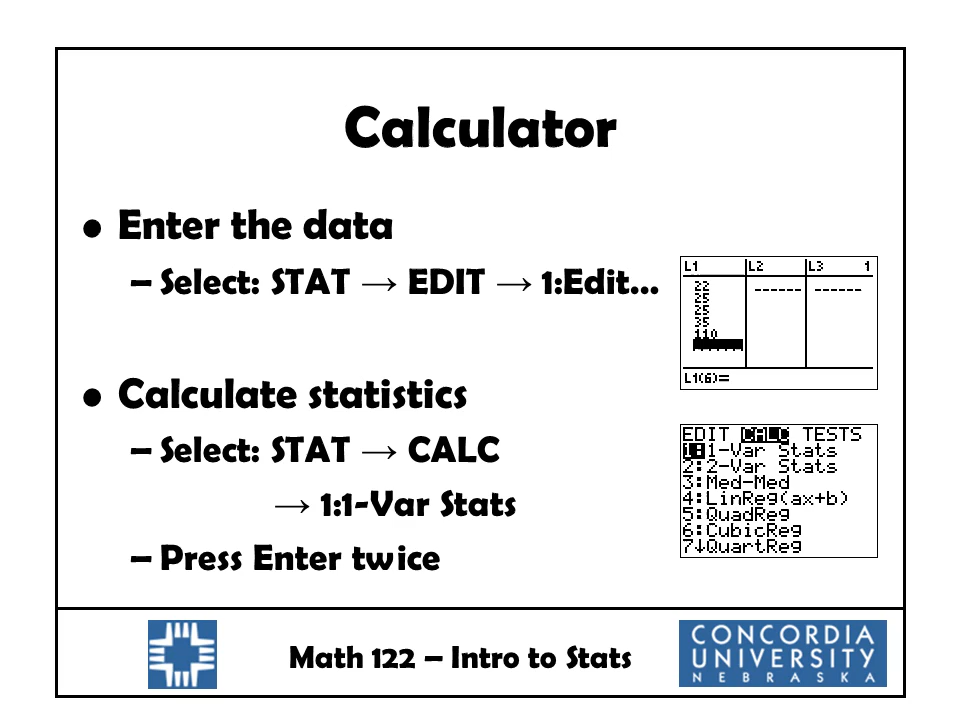 Calculator
• Enter the data
– Select: STAT → EDIT → 1:Edit...
L1 L2 L3 1
22 ------ ------
25
25
35
110
L1(6)=
• Calculate statistics
– Select: STAT → CALC
→ 1:1-Var Stats
– Press Enter twice
EDIT CALC TESTS
1:1-Var Stats
2:2-Var Stats
3:Med-Med
4:LinReg(ax+b)
5:QuadReg
6:CubicReg
7↓QuartReg
Math 122 – Intro to Stats
CONCORDIA
UNIVERSITY
NEBRASKA